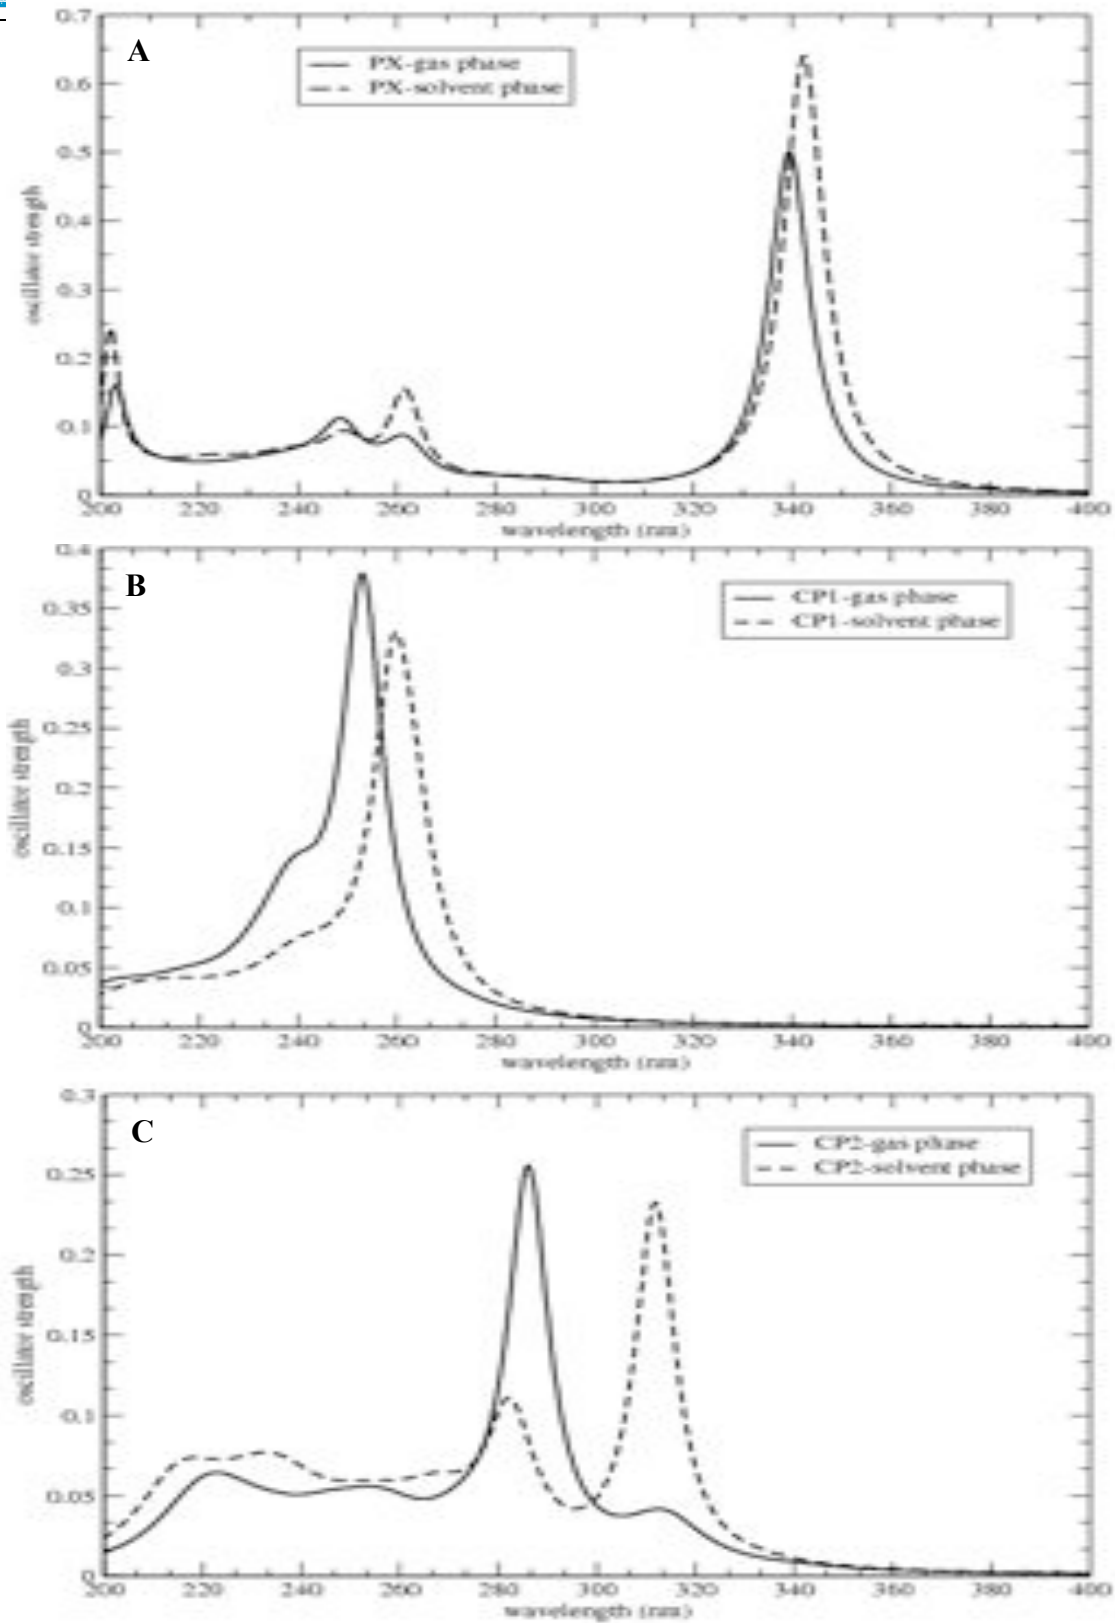 A
PX-gas phase
PX-solvent phase
0.7
0.6
0.5
0.4
0.3
0.2
0.1
0
oscillator strength
200 220 240 260 280 300 320 340 360 380 400
wavelength (nm)
B
CP1-gas phase
CP1-solvent phase
0.4
0.35
0.3
0.25
0.2
0.15
0.1
0.05
0
oscillator strength
200 220 240 260 280 300 320 340 360 380 400
wavelength (nm)
C
CP2-gas phase
CP2-solvent phase
0.3
0.25
0.2
0.15
0.1
0.05
0
oscillator strength
200 220 240 260 280 300 320 340 360 380 400
wavelength (nm)